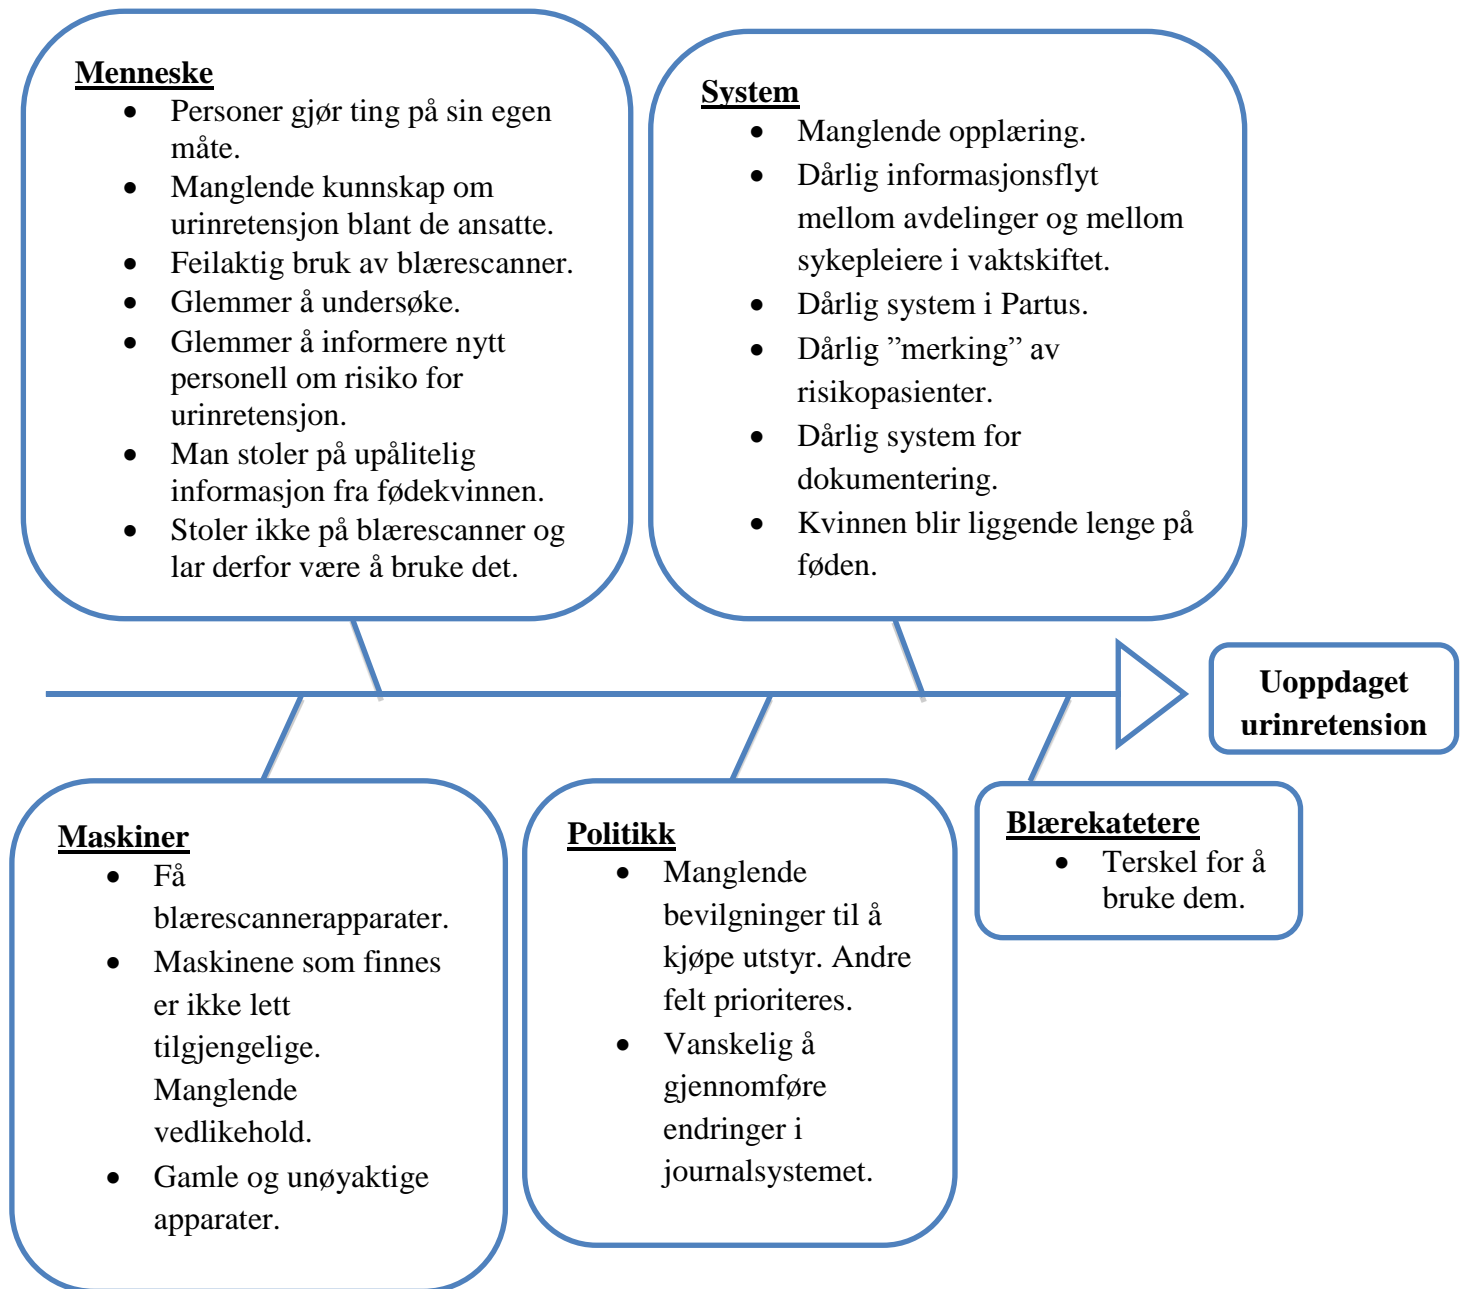 Menneske
• Personer gjør ting på sin egen
måte.
• Manglende kunnskap om
urinretensjon blant de ansatte.
• Feilaktig bruk av blærescanner.
• Glemmer å undersøke.
• Glemmer å informere nytt
personell om risiko for
urinretensjon.
• Man stoler på upålitelig
informasjon fra fødekvinnen.
• Stoler ikke på blærescanner og
lar derfor være å bruke det.
System
• Manglende opplæring.
• Dårlig informasjonsflyt
mellom avdelinger og mellom
sykepleiere i vaktskiftet.
• Dårlig system i Partus.
• Dårlig ”merking” av
risikopasienter.
• Dårlig system for
dokumentering.
• Kvinnen blir liggende lenge på
føden.
Uoppdaget
urinretension
Maskiner
• Få
blærescannerapparater.
• Maskinene som finnes
er ikke lett
tilgjengelige.
Manglende
vedlikehold.
• Gamle og unøyaktige
apparater.
Politikk
• Manglende
bevilgninger til å
kjøpe utstyr. Andre
felt prioriteres.
• Vanskelig å
gjennomføre
endringer i
journalsystemet.
Blærekatetere
• Terskel for å
bruke dem.